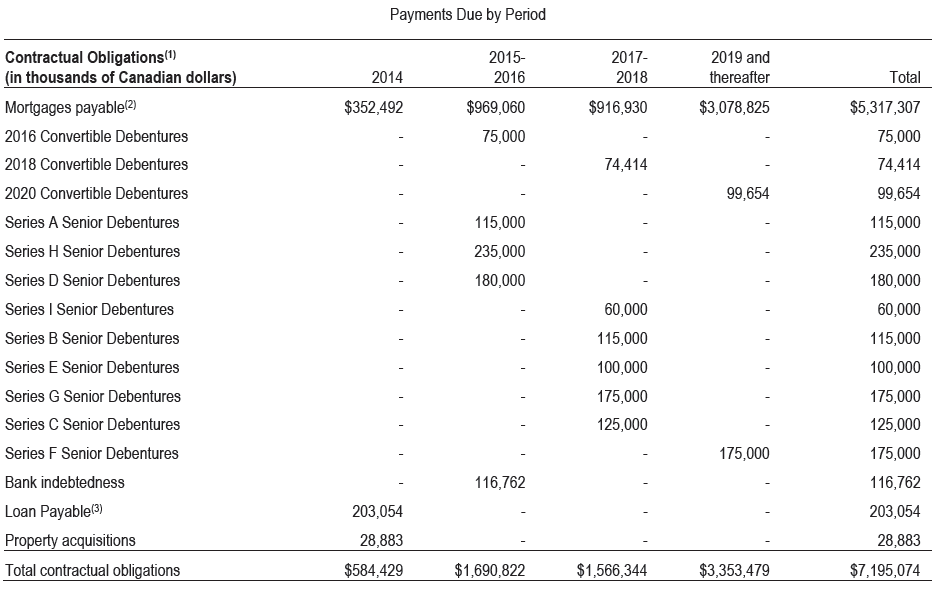 Payments Due by Period
Contractual Obligations(1) 2015- 2017- 2019 and
(in thousands of Canadian dollars) 2014 2016 2018 thereafter Total
Mortgages payable(2) $352,492 $969,060 $916,930 $3,078,825 $5,317,307
2016 Convertible Debentures - 75,000 - - 75,000
2018 Convertible Debentures - - 74,414 - 74,414
2020 Convertible Debentures - - - 99,654 99,654
Series A Senior Debentures - 115,000 - - 115,000
Series H Senior Debentures - 235,000 - - 235,000
Series D Senior Debentures - 180,000 - - 180,000
Series I Senior Debentures - - 60,000 - 60,000
Series B Senior Debentures - - 115,000 - 115,000
Series E Senior Debentures - - 100,000 - 100,000
Series G Senior Debentures - - 175,000 - 175,000
Series C Senior Debentures - - 125,000 - 125,000
Series F Senior Debentures - - - 175,000 175,000
Bank indebtedness - 116,762 - - 116,762
Loan Payable(3) 203,054 - - - 203,054
Property acquisitions 28,883 - - - 28,883
Total contractual obligations $584,429 $1,690,822 $1,566,344 $3,353,479 $7,195,074